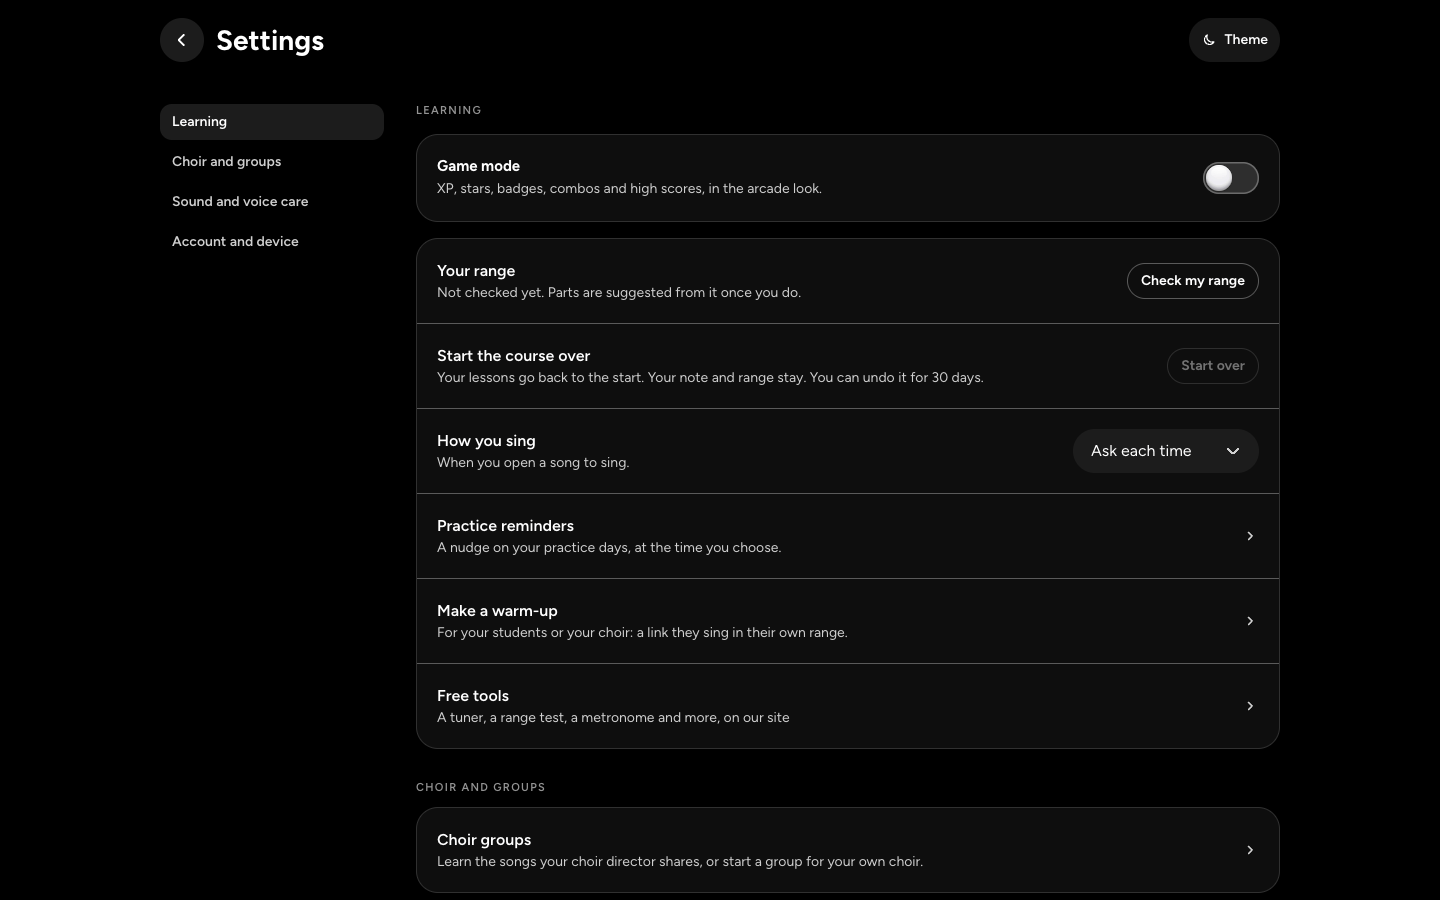 Settings
Theme
Learning
Choir and groups
Sound and voice care
Account and device
LEARNING
Game mode
XP, stars, badges, combos and high scores, in the arcade look.
Your range
Not checked yet. Parts are suggested from it once you do.
Check my range
Start the course over
Your lessons go back to the start. Your note and range stay. You can undo it for 30 days.
Start over
How you sing
When you open a song to sing.
Ask each time
Practice reminders
A nudge on your practice days, at the time you choose.
Make a warm-up
For your students or your choir: a link they sing in their own range.
Free tools
A tuner, a range test, a metronome and more, on our site
CHOIR AND GROUPS
Choir groups
Learn the songs your choir director shares, or start a group for your own choir.